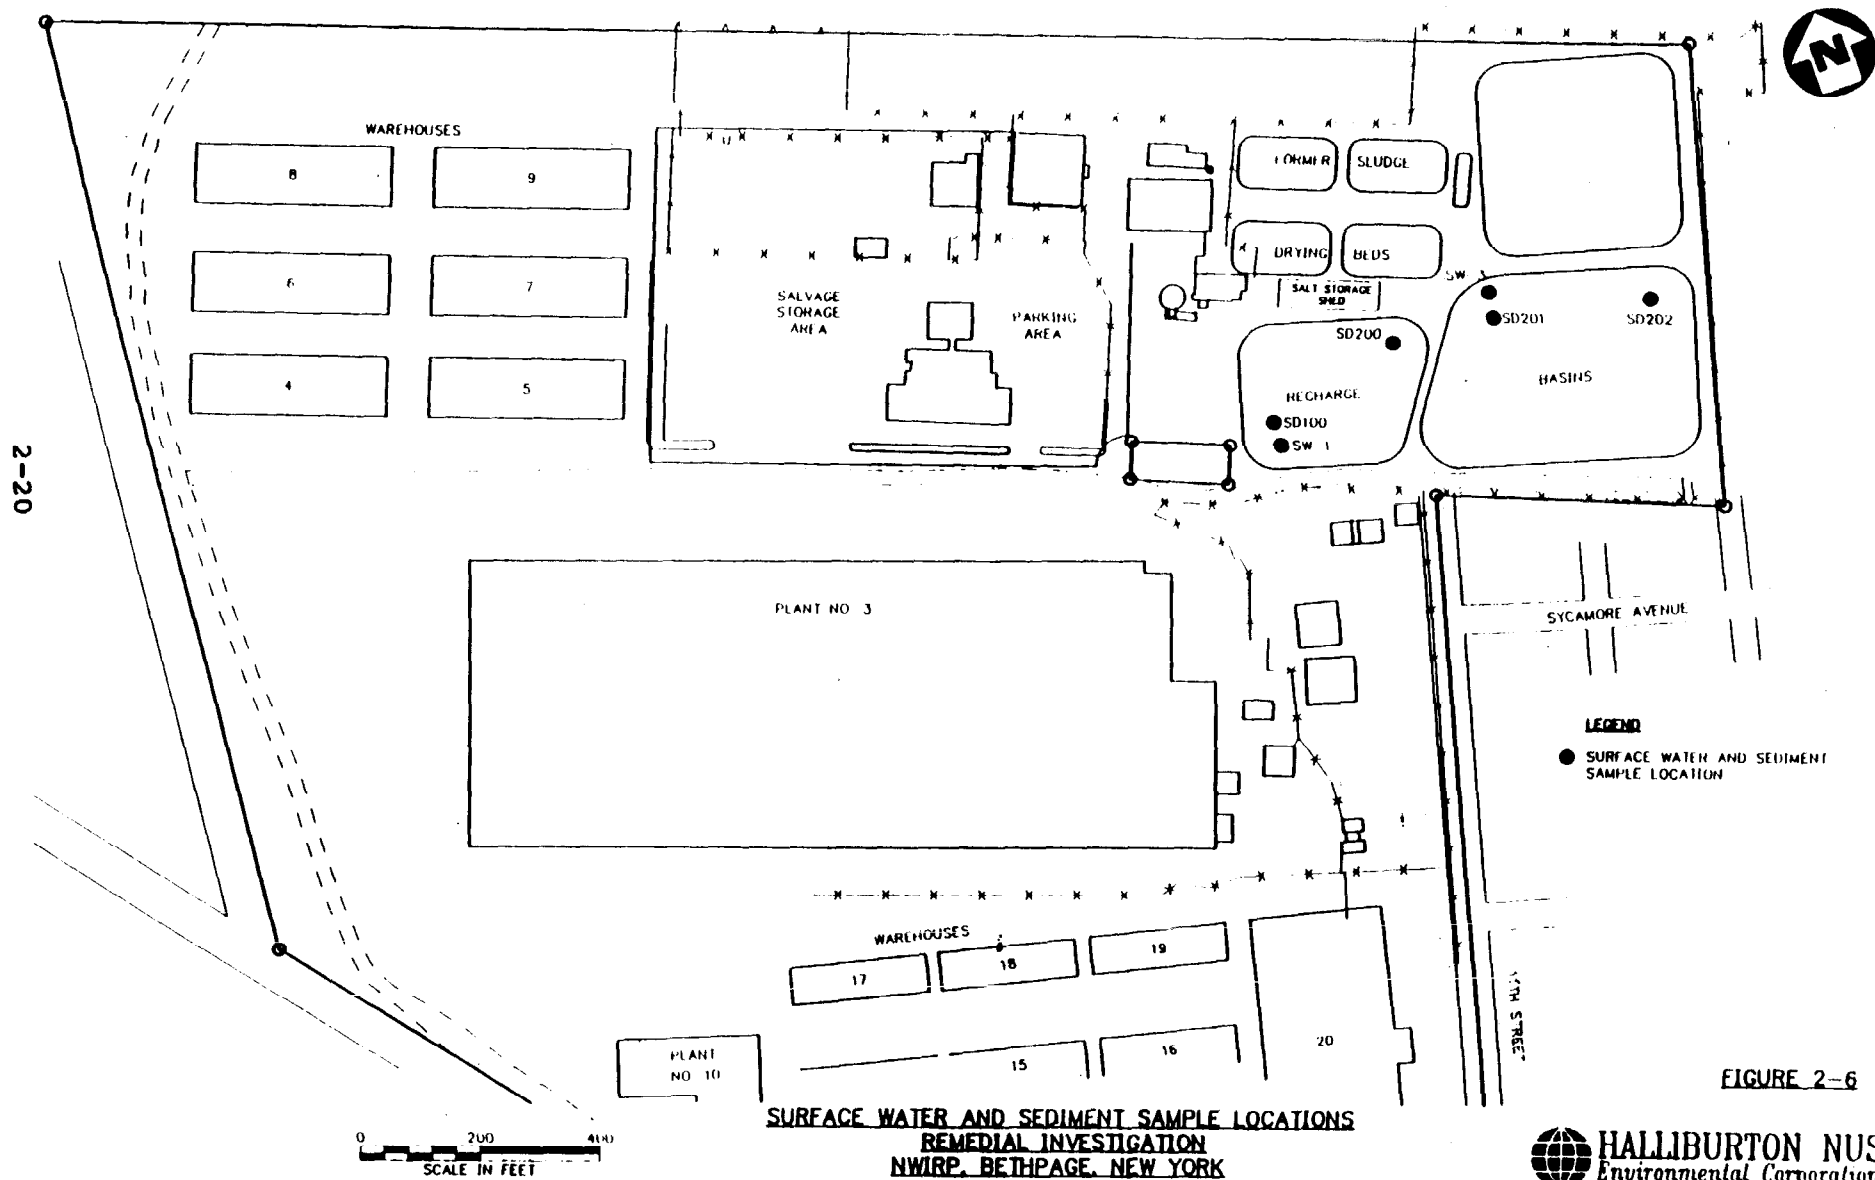 N
WAREHOUSES
8
9
6
7
4
5
SALVAGE
STORAGE
AREA
PARKING
AREA
FORMER
SLUDGE
DRYING
BEDS
SALT STORAGE
SHED
SW
SD201
SD202
SD200
BASINS
RECHARGE
SD100
SW 1
2-20
PLANT NO 3
SYCAMORE AVENUE
LEGEND
SURFACE WATER AND SEDIMENT
SAMPLE LOCATION
WAREHOUSES
17
18
19
15
16
20
STREET
PLANT
NO 10
FIGURE 2-6
0 200 400
SCALE IN FEET
SURFACE WATER AND SEDIMENT SAMPLE LOCATIONS
REMEDIAL INVESTIGATION
NWIRP, BETHPAGE, NEW YORK
HALLIBURTON NUS
Environmental Corporation